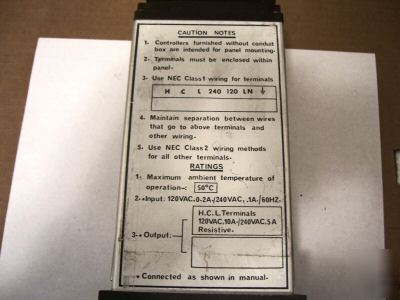 CAUTION NOTES
1- Controllers furnished without conduit
box are intended for panel mounting.
2- Terminals must be enclosed within
panel.
3- Use NEC Class1 wiring for terminals
H C L 240 120 LN ⏚
4- Maintain separation between wires
that go to above terminals and
other wiring.
5- Use NEC Class2 wiring methods
for all other terminals.
RATINGS
1- Maximum ambient temperature of
operation-: 50°C
2-*Input: 120VAC.0-2A-/240VAC, .1A-/60HZ-
H.C.L.Terminals
120VAC.10A-/240VAC.5A
Resistive.
3-*Output:
*Connected as shown in manual.